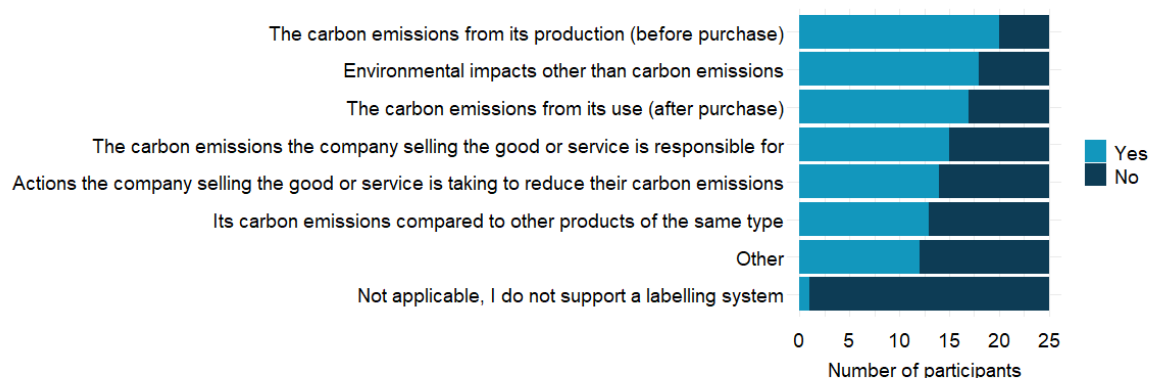 The carbon emissions from its production (before purchase)
Environmental impacts other than carbon emissions
The carbon emissions from its use (after purchase)
The carbon emissions the company selling the good or service is responsible for
Actions the company selling the good or service is taking to reduce their carbon emissions
Its carbon emissions compared to other products of the same type
Other
Not applicable, I do not support a labelling system
Yes
No
0 5 10 15 20 25
Number of participants